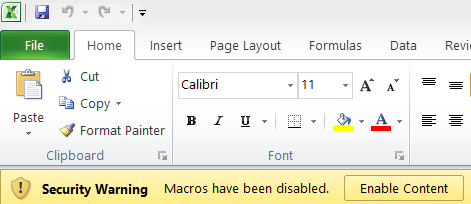 File Home Insert Page Layout Formulas Data Revi
Cut
Calibri 11 A A
Copy
Paste
Format Painter
B I U A
Clipboard Font
Security Warning Macros have been disabled. Enable Content